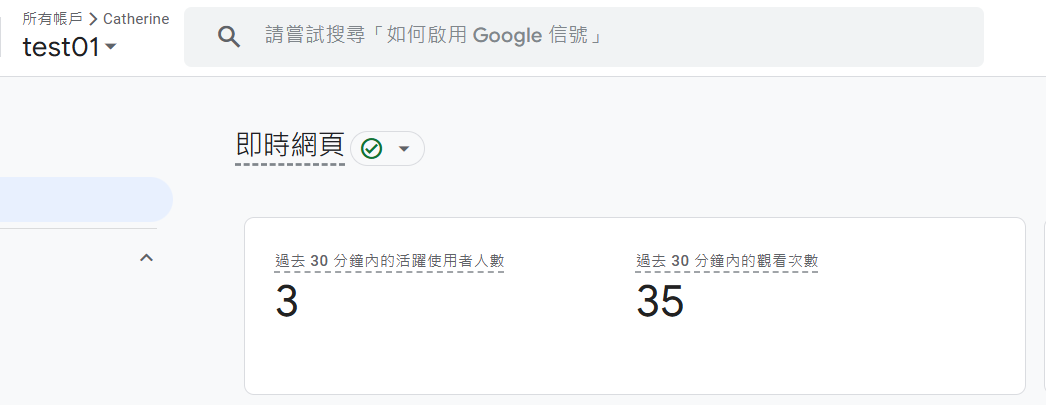 所有帳戶 > Catherine
test01
請嘗試搜尋「如何啟用 Google 信號」
即時網頁
過去 30 分鐘內的活躍使用者人數
3
過去 30 分鐘內的觀看次數
35